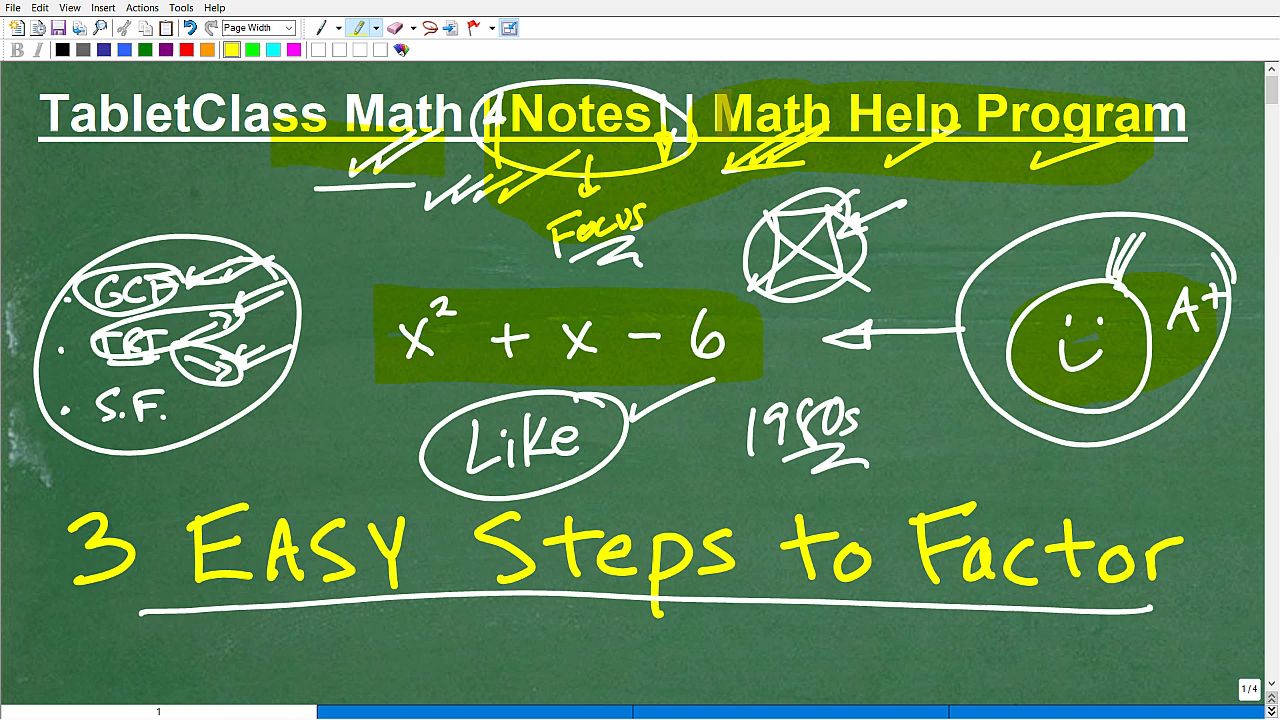 File Edit View Insert Actions Tools Help
Page Width
B I
TabletClass Math | Notes | | Math Help Program
Focus
GCF
S.F.
x² + x - 6
A+
Like
1980s
3 EASY Steps to Factor
1/4
1